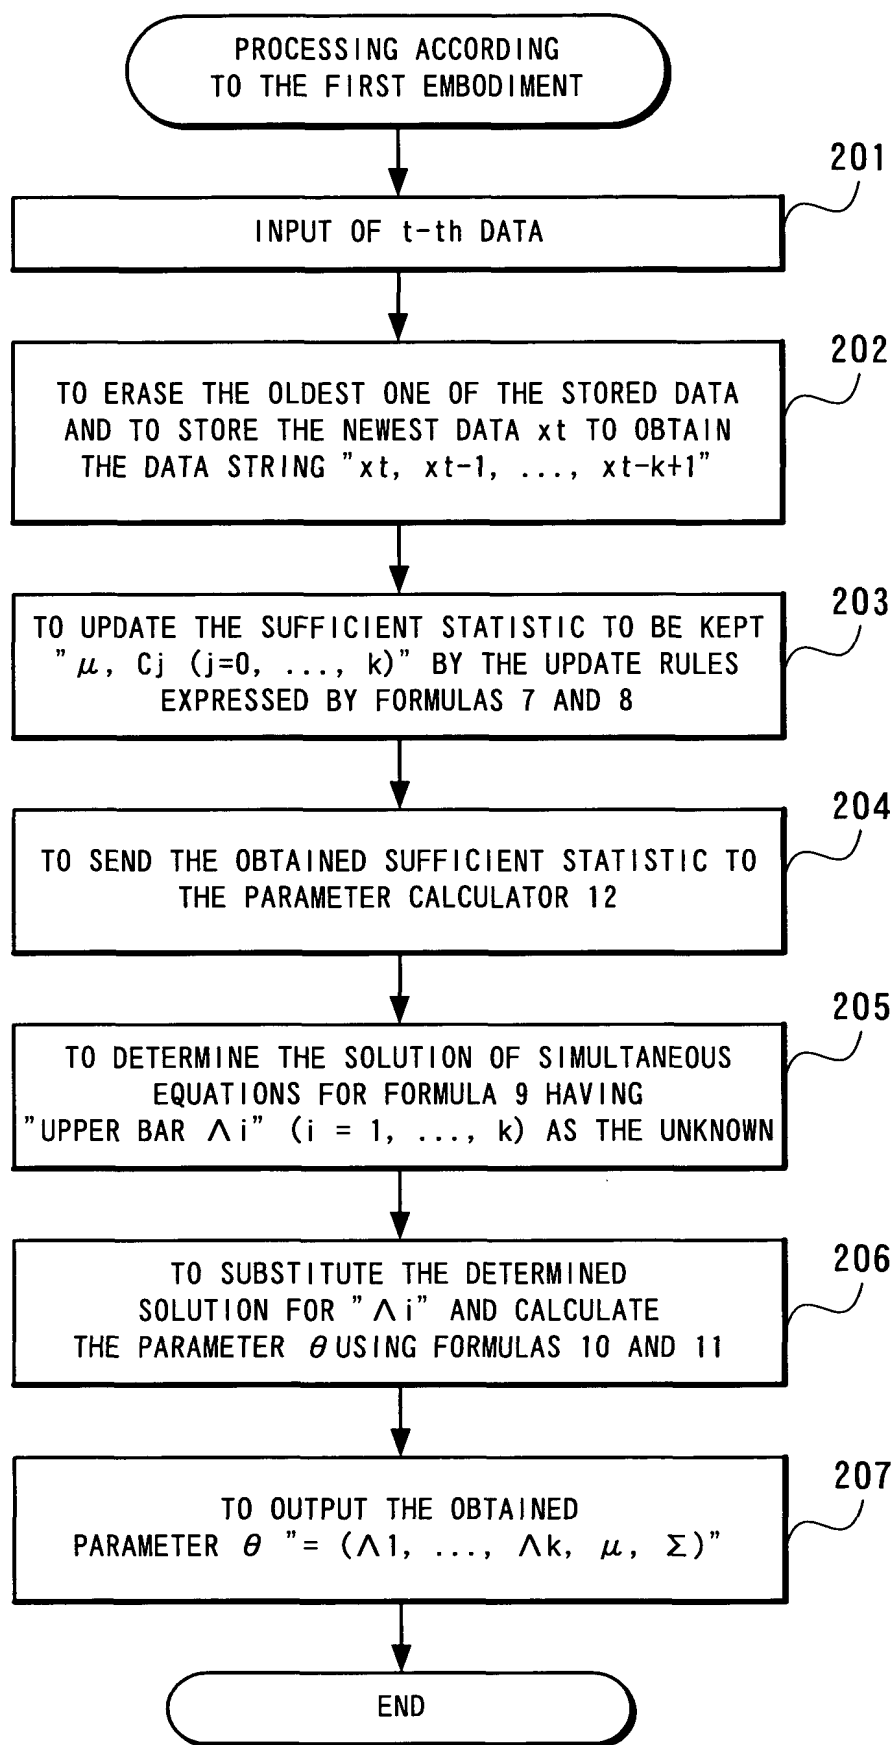 PROCESSING ACCORDING
TO THE FIRST EMBODIMENT
201
INPUT OF t-th DATA
202
TO ERASE THE OLDEST ONE OF THE STORED DATA
AND TO STORE THE NEWEST DATA xt TO OBTAIN
THE DATA STRING "xt, xt-1, ..., xt-k+1"
203
TO UPDATE THE SUFFICIENT STATISTIC TO BE KEPT
"μ, Cj (j=0, ..., k)" BY THE UPDATE RULES
EXPRESSED BY FORMULAS 7 AND 8
204
TO SEND THE OBTAINED SUFFICIENT STATISTIC TO
THE PARAMETER CALCULATOR 12
205
TO DETERMINE THE SOLUTION OF SIMULTANEOUS
EQUATIONS FOR FORMULA 9 HAVING
"UPPER BAR Λi" (i = 1, ..., k) AS THE UNKNOWN
206
TO SUBSTITUTE THE DETERMINED
SOLUTION FOR "Λi" AND CALCULATE
THE PARAMETER θ USING FORMULAS 10 AND 11
207
TO OUTPUT THE OBTAINED
PARAMETER θ "= (Λ1, ..., Λk, μ, Σ)"
END